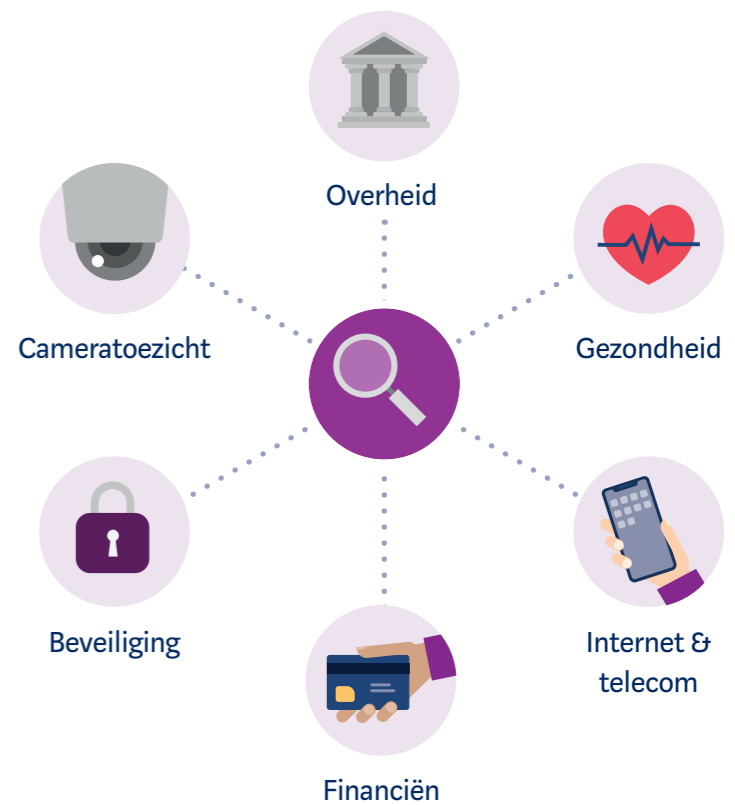 Overheid
Cameratoezicht
Gezondheid
Beveiliging
Internet &
telecom
Financiën